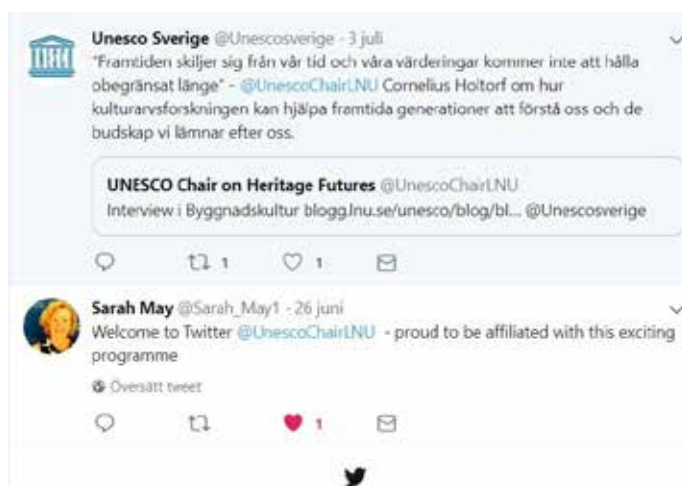 Unesco Sverige @Unescosverige · 3 juli
"Framtiden skiljer sig från vår tid och våra värderingar kommer inte att hålla
obegränsat länge" - @UnescoChairLNU Cornelius Holtorf om hur
kulturarvsforskningen kan hjälpa framtida generationer att förstå oss och de
budskap vi lämnar efter oss.
UNESCO Chair on Heritage Futures @UnescoChairLNU
Interview i Byggnadskultur blogg.lnu.se/unesco/blog/bl... @Unescosverige
1 1
Sarah May @Sarah_May1 · 26 juni
Welcome to Twitter @UnescoChairLNU - proud to be affiliated with this exciting
programme
Översätt tweet
1